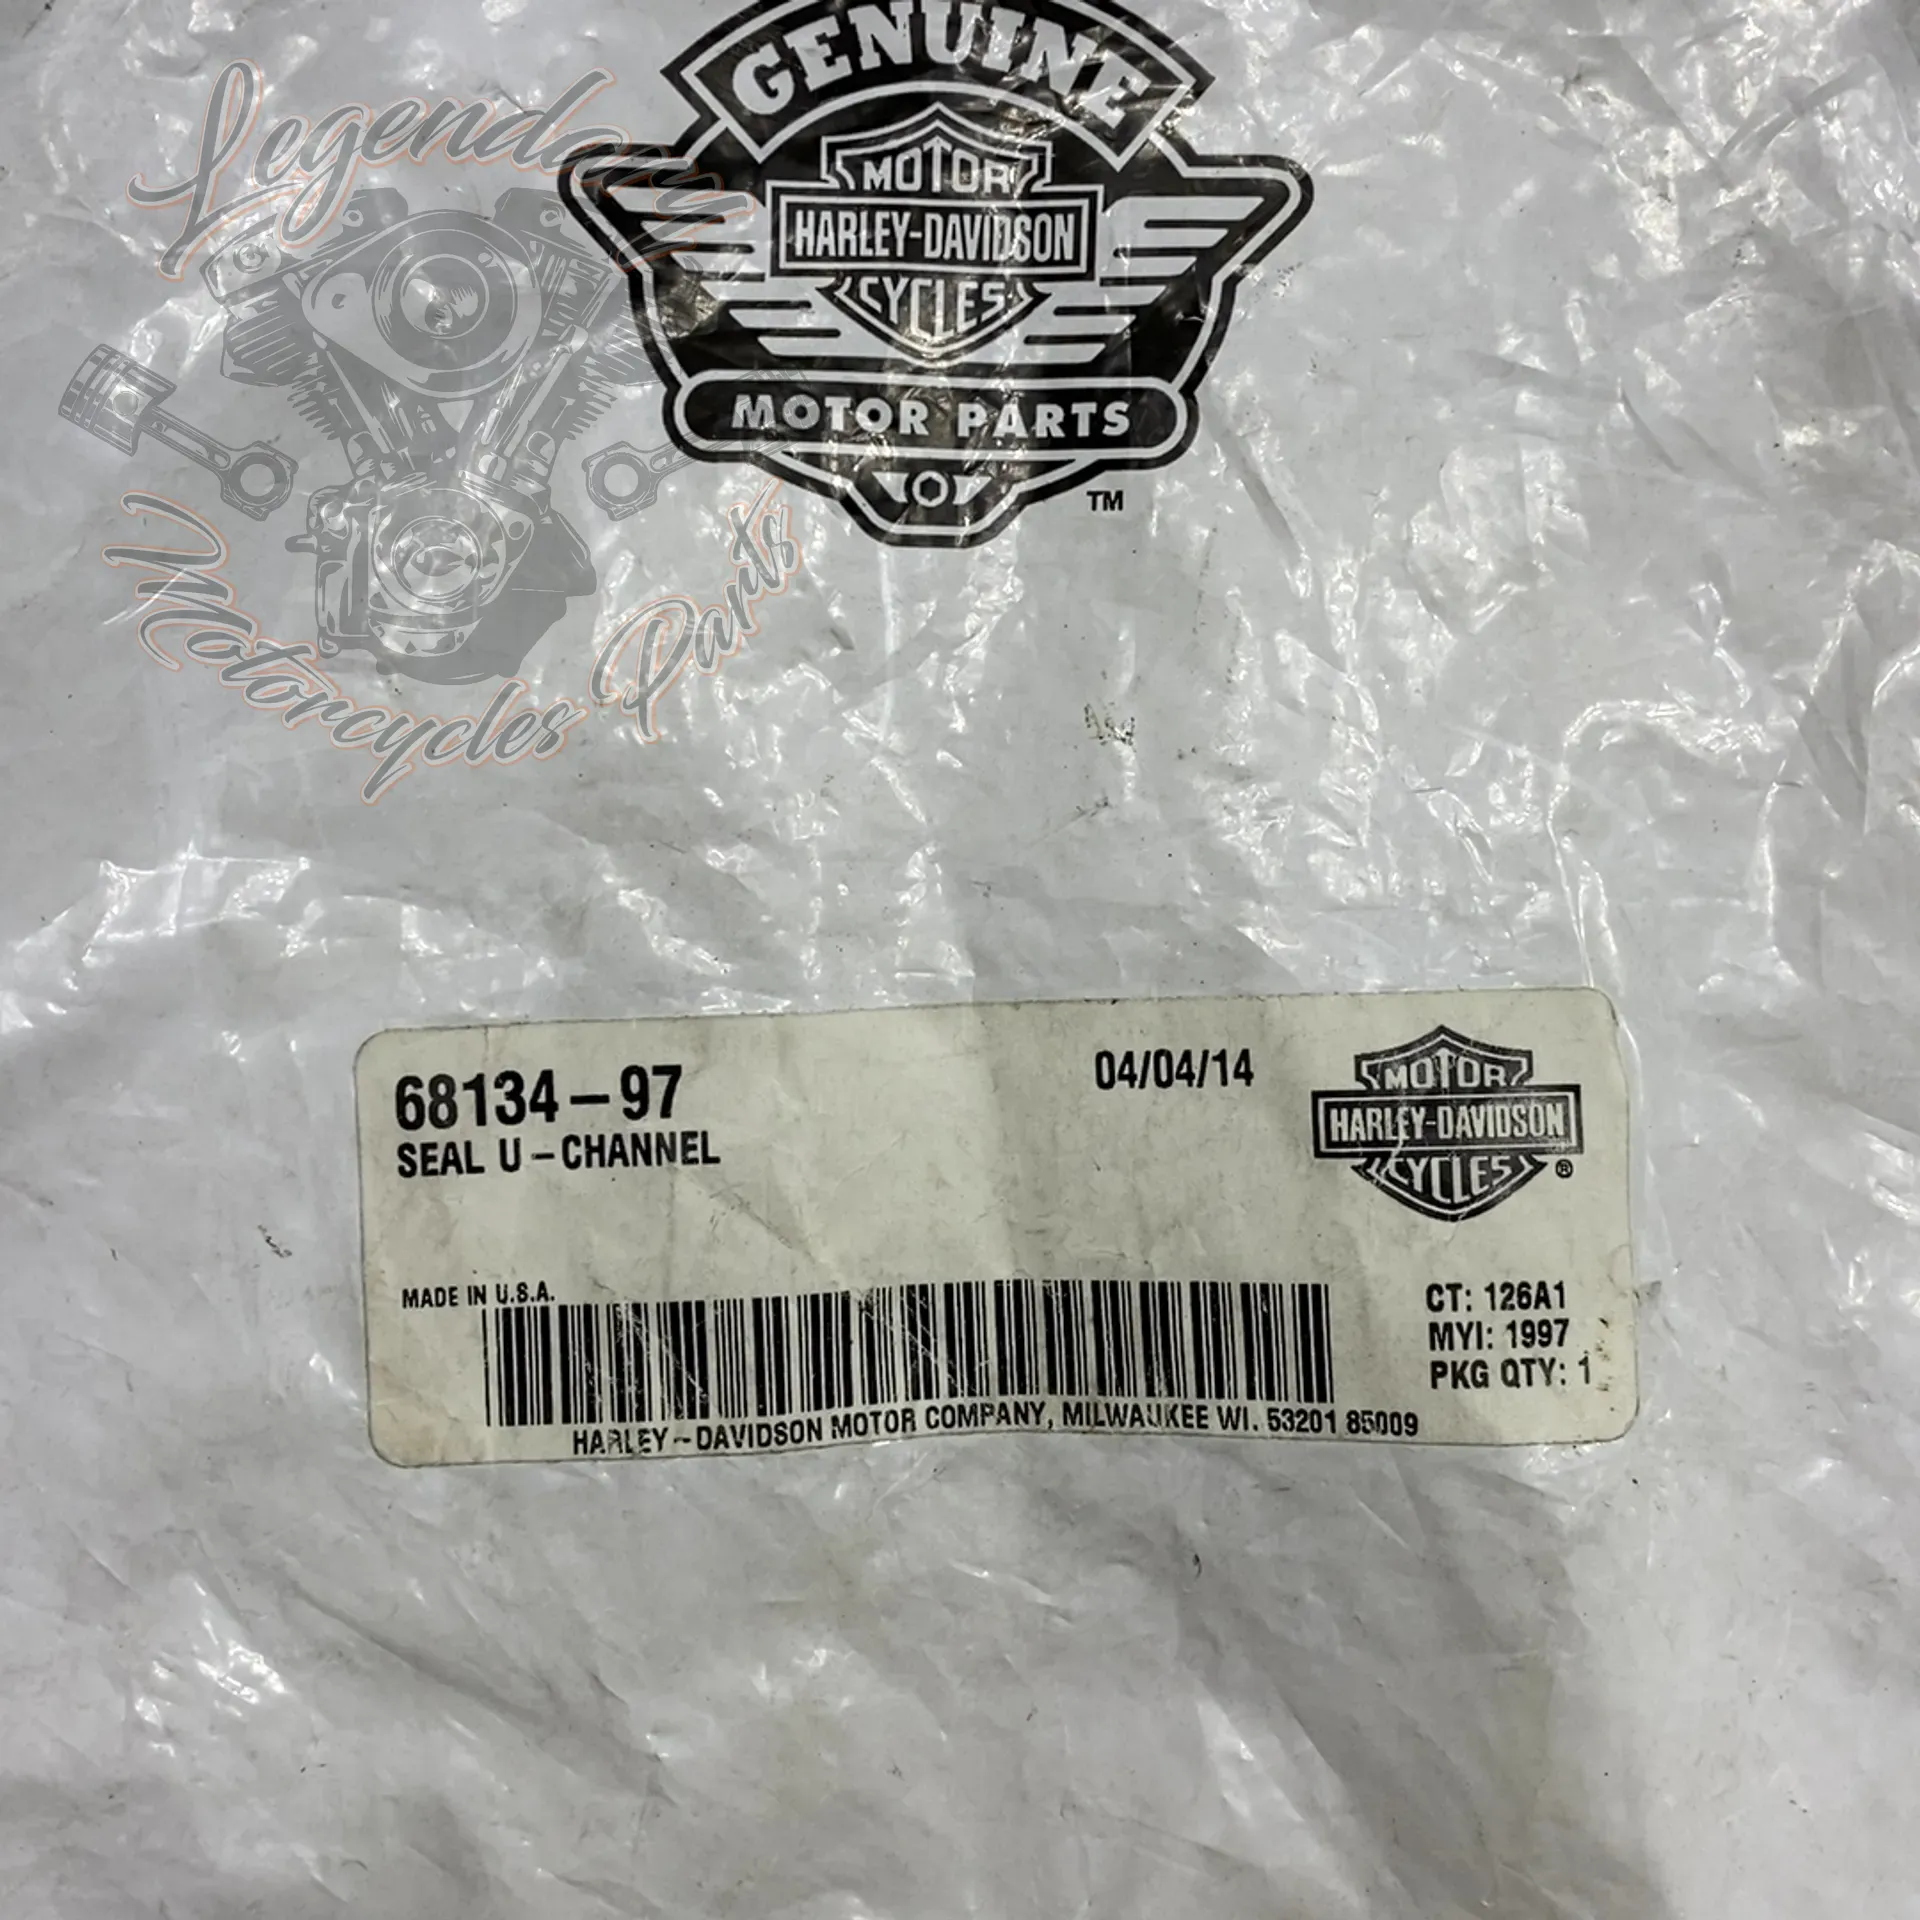 GENUINE
MOTOR
HARLEY-DAVIDSON
CYCLES
MOTOR PARTS
TM
Legendary
Motorcycles Parts
68134-97
SEAL U-CHANNEL
04/04/14
MOTOR
HARLEY-DAVIDSON
CYCLES
®
MADE IN U.S.A.
CT: 126A1
MYI: 1997
PKG QTY: 1
HARLEY-DAVIDSON MOTOR COMPANY, MILWAUKEE WI. 53201 85009